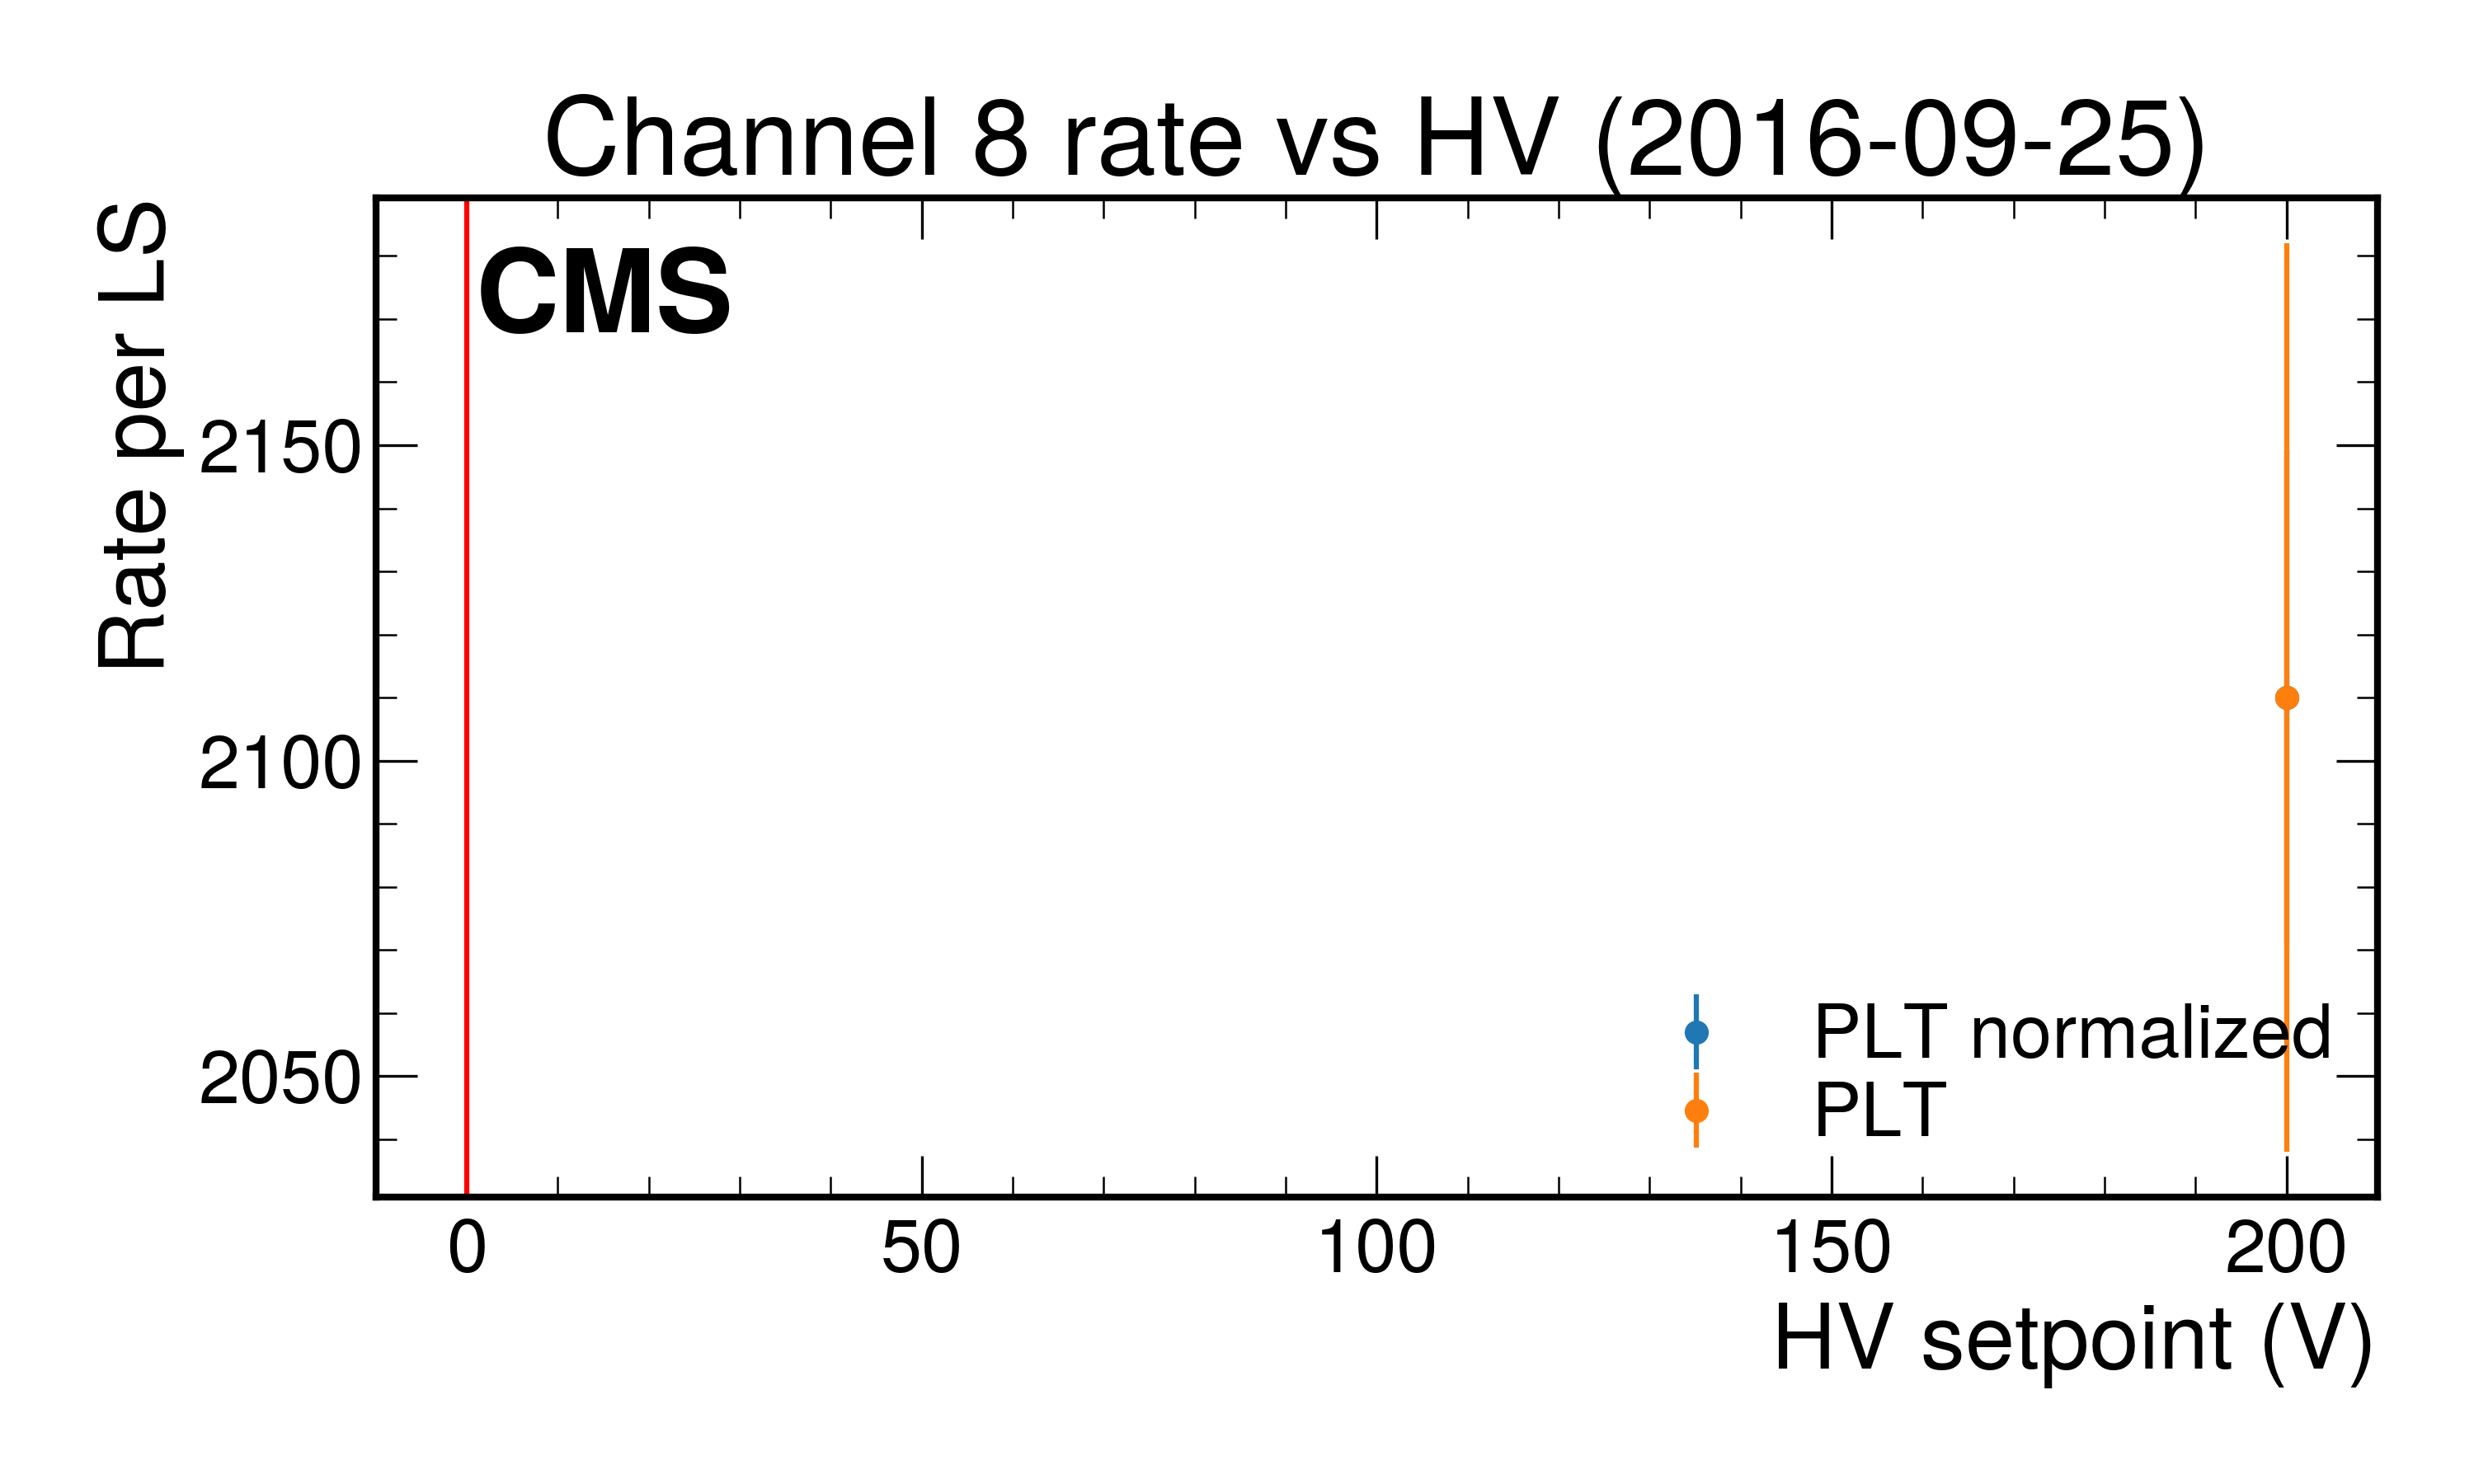 Channel 8 rate vs HV (2016-09-25)
CMS
Rate per LS
2150
2100
2050
PLT normalized
PLT
0 50 100 150 200
HV setpoint (V)